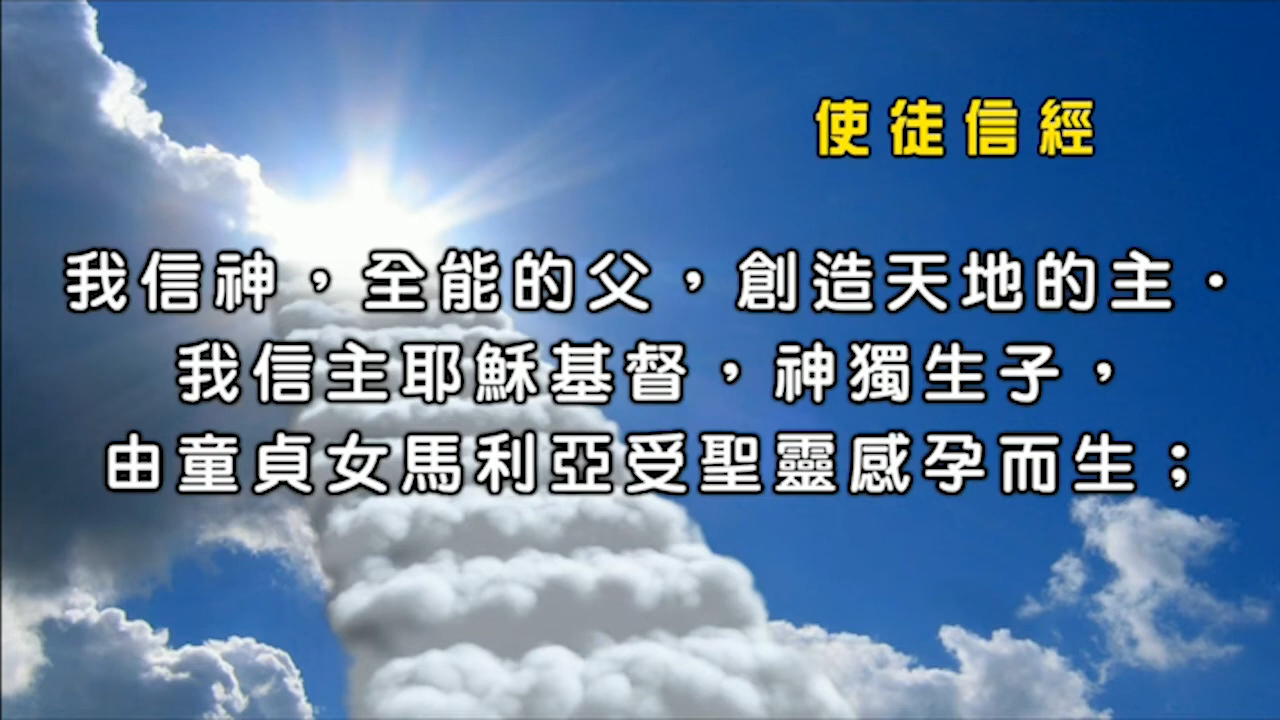 使徒信經
我信神，全能的父，創造天地的主．
我信主耶穌基督，神獨生子，
由童貞女馬利亞受聖靈感孕而生；